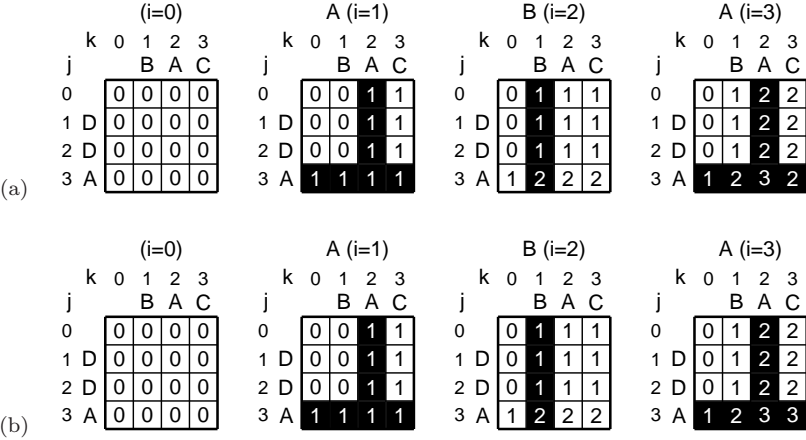 (i=0) A (i=1) B (i=2) A (i=3)
k 0 1 2 3 k 0 1 2 3 k 0 1 2 3 k 0 1 2 3
j B A C j B A C j B A C j B A C
0 0 0 0 0 0 0 0 1 1 0 0 1 1 1 0 0 1 2 2
1 D 0 0 0 0 1 D 0 0 1 1 1 D 0 1 1 1 1 D 0 1 2 2
2 D 0 0 0 0 2 D 0 0 1 1 2 D 0 1 1 1 2 D 0 1 2 2
(a) 3 A 0 0 0 0 3 A 1 1 1 1 3 A 1 2 2 2 3 A 1 2 3 2
(i=0) A (i=1) B (i=2) A (i=3)
k 0 1 2 3 k 0 1 2 3 k 0 1 2 3 k 0 1 2 3
j B A C j B A C j B A C j B A C
0 0 0 0 0 0 0 0 1 1 0 0 1 1 1 0 0 1 2 2
1 D 0 0 0 0 1 D 0 0 1 1 1 D 0 1 1 1 1 D 0 1 2 2
2 D 0 0 0 0 2 D 0 0 1 1 2 D 0 1 1 1 2 D 0 1 2 2
(b) 3 A 0 0 0 0 3 A 1 1 1 1 3 A 1 2 2 2 3 A 1 2 3 3